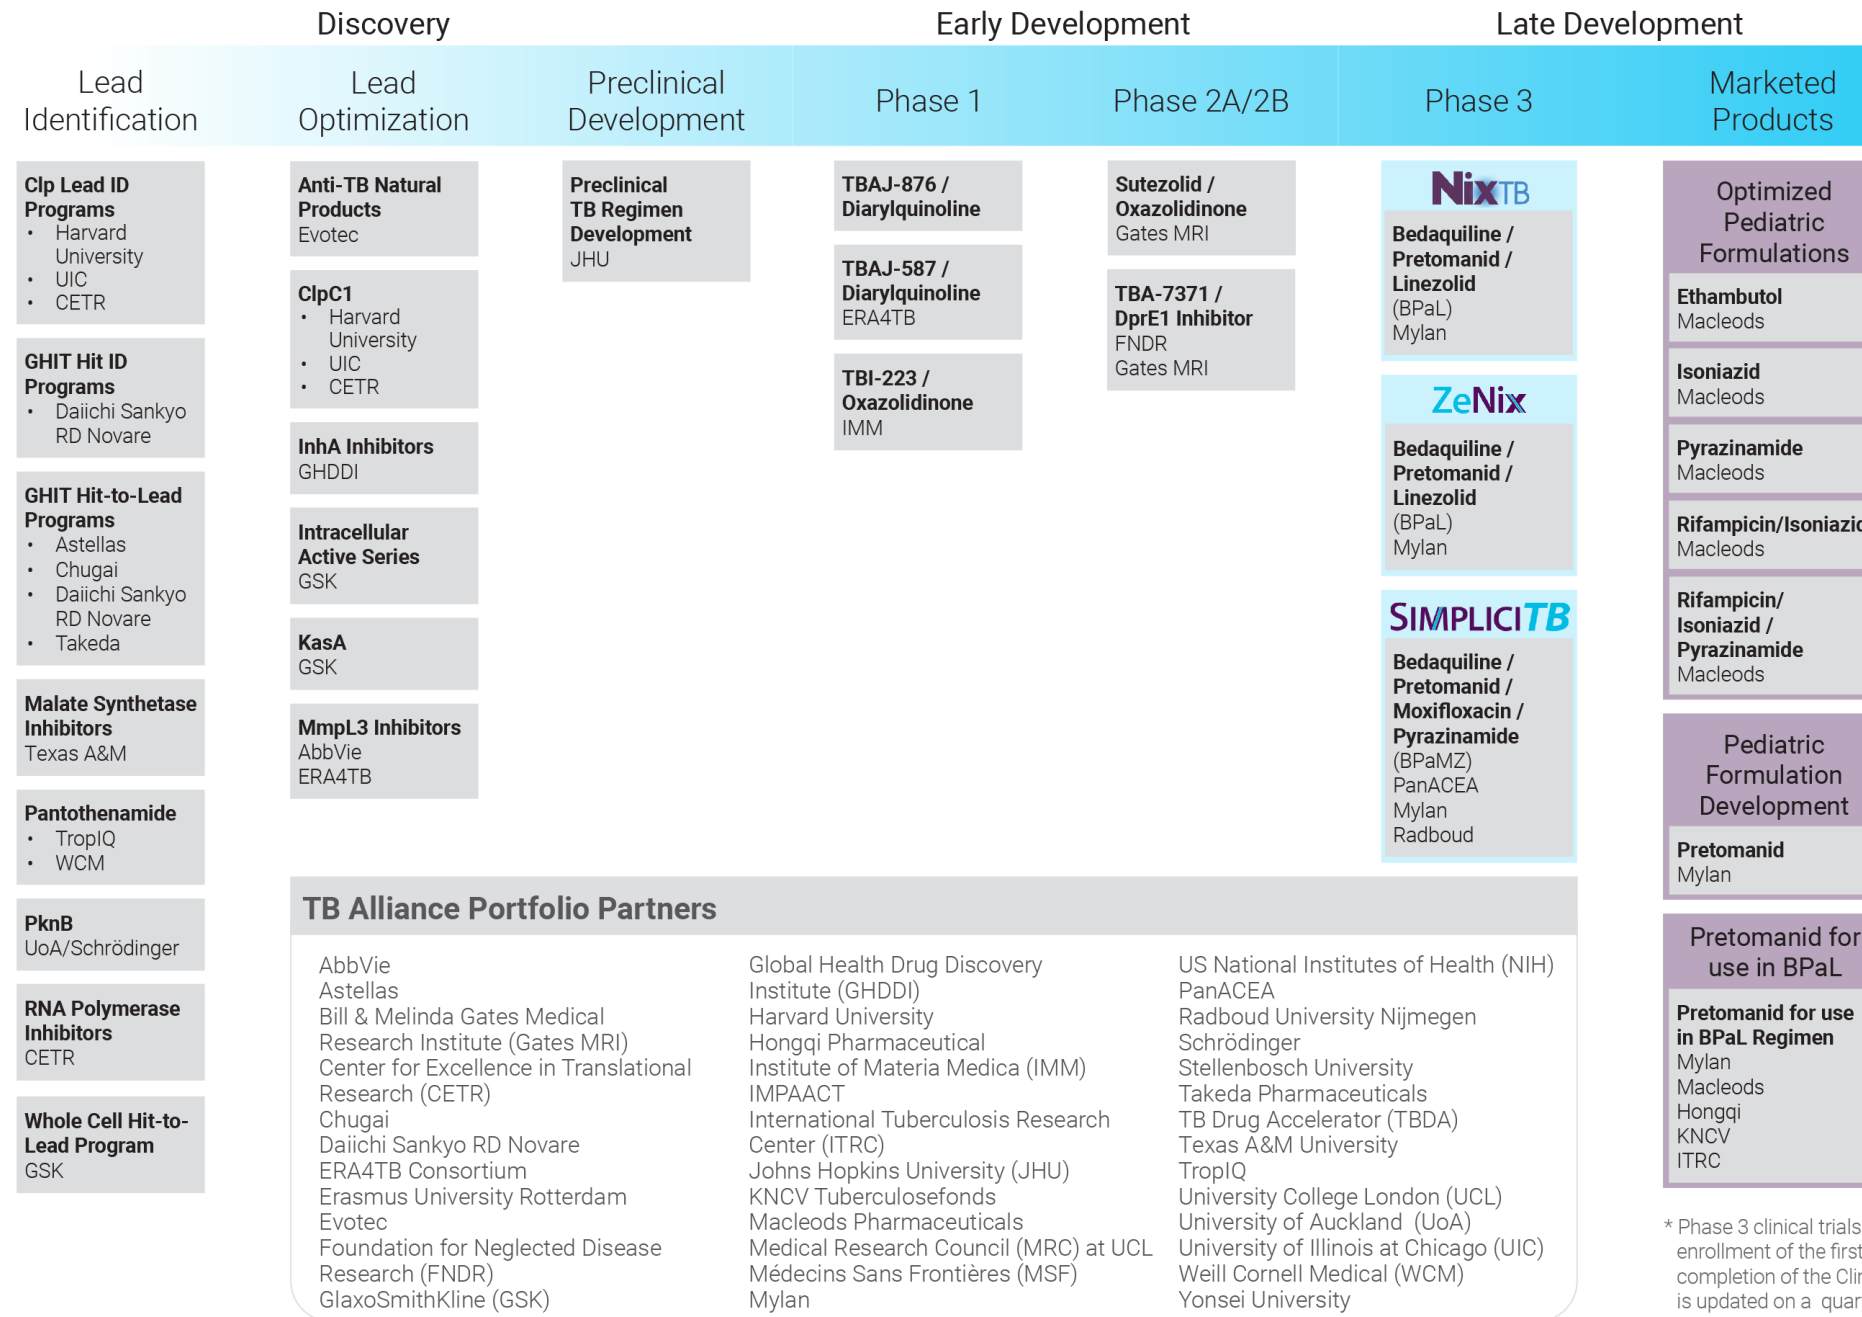 Discovery
Early Development
Late Development
Lead
Identification
Lead
Optimization
Preclinical
Development
Phase 1
Phase 2A/2B
Phase 3
Marketed
Products
Clp Lead ID
Programs
• Harvard
University
• UIC
• CETR
GHIT Hit ID
Programs
• Daiichi Sankyo
RD Novare
GHIT Hit-to-Lead
Programs
• Astellas
• Chugai
• Daiichi Sankyo
RD Novare
• Takeda
Malate Synthetase
Inhibitors
Texas A&M
Pantothenamide
• TropIQ
• WCM
PknB
UoA/Schrödinger
RNA Polymerase
Inhibitors
CETR
Whole Cell Hit-to-
Lead Program
GSK
Anti-TB Natural
Products
Evotec
ClpC1
• Harvard
University
• UIC
• CETR
InhA Inhibitors
GHDDI
Intracellular
Active Series
GSK
KasA
GSK
MmpL3 Inhibitors
AbbVie
ERA4TB
Preclinical
TB Regimen
Development
JHU
TBAJ-876 /
Diarylquinoline
TBAJ-587 /
Diarylquinoline
ERA4TB
TBI-223 /
Oxazolidinone
IMM
Sutezolid /
Oxazolidinone
Gates MRI
TBA-7371 /
DprE1 Inhibitor
FNDR
Gates MRI
NixTB
Bedaquiline /
Pretomanid /
Linezolid
(BPaL)
Mylan
ZeNix
Bedaquiline /
Pretomanid /
Linezolid
(BPaL)
Mylan
SIMPLICITB
Bedaquiline /
Pretomanid /
Moxifloxacin /
Pyrazinamide
(BPaMZ)
PanACEA
Mylan
Radboud
Optimized
Pediatric
Formulations
Ethambutol
Macleods
Isoniazid
Macleods
Pyrazinamide
Macleods
Rifampicin/Isoniazid
Macleods
Rifampicin/
Isoniazid /
Pyrazinamide
Macleods
Pediatric
Formulation
Development
Pretomanid
Mylan
Pretomanid for
use in BPaL
Pretomanid for use
in BPaL Regimen
Mylan
Macleods
Hongqi
KNCV
ITRC
* Phase 3 clinical trials
enrollment of the first
completion of the Cli
is updated on a quar
TB Alliance Portfolio Partners
AbbVie
Astellas
Bill & Melinda Gates Medical
Research Institute (Gates MRI)
Center for Excellence in Translational
Research (CETR)
Chugai
Daiichi Sankyo RD Novare
ERA4TB Consortium
Erasmus University Rotterdam
Evotec
Foundation for Neglected Disease
Research (FNDR)
GlaxoSmithKline (GSK)
Global Health Drug Discovery
Institute (GHDDI)
Harvard University
Hongqi Pharmaceutical
Institute of Materia Medica (IMM)
IMPAACT
International Tuberculosis Research
Center (ITRC)
Johns Hopkins University (JHU)
KNCV Tuberculosefonds
Macleods Pharmaceuticals
Medical Research Council (MRC) at UCL
Médecins Sans Frontières (MSF)
Mylan
US National Institutes of Health (NIH)
PanACEA
Radboud University Nijmegen
Schrödinger
Stellenbosch University
Takeda Pharmaceuticals
TB Drug Accelerator (TBDA)
Texas A&M University
TropIQ
University College London (UCL)
University of Auckland (UoA)
University of Illinois at Chicago (UIC)
Weill Cornell Medical (WCM)
Yonsei University